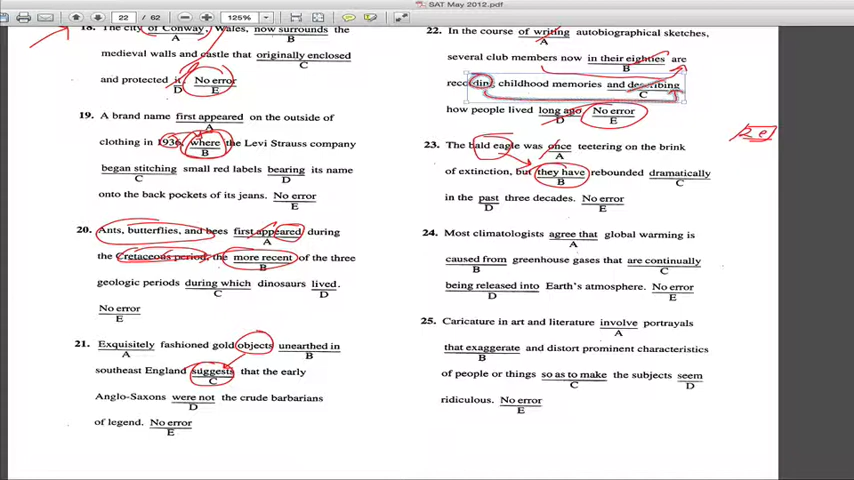 SAT May 2012.pdf
22 / 62
125%
18. The city of Conway, Wales, now surrounds the
A B
medieval walls and castle that originally enclosed
C
and protected it. No error
D E
19. A brand name first appeared on the outside of
A
clothing in 1936, where the Levi Strauss company
B
began stitching small red labels bearing its name
C D
onto the back pockets of its jeans. No error
E
20. Ants, butterflies, and bees first appeared during
A
the Cretaceous period, the more recent of the three
B
geologic periods during which dinosaurs lived.
C D
No error
E
21. Exquisitely fashioned gold objects unearthed in
A B
southeast England suggests that the early
C
Anglo-Saxons were not the crude barbarians
D
of legend. No error
E
22. In the course of writing autobiographical sketches,
A
several club members now in their eighties are
B
recording childhood memories and describing
C
how people lived long ago. No error
D E
23. The bald eagle was once teetering on the brink
A
of extinction, but they have rebounded dramatically
B C
in the past three decades. No error
D E
24. Most climatologists agree that global warming is
A
caused from greenhouse gases that are continually
B C
being released into Earth's atmosphere. No error
D E
25. Caricature in art and literature involve portrayals
A
that exaggerate and distort prominent characteristics
B
of people or things so as to make the subjects seem
C D
ridiculous. No error
E